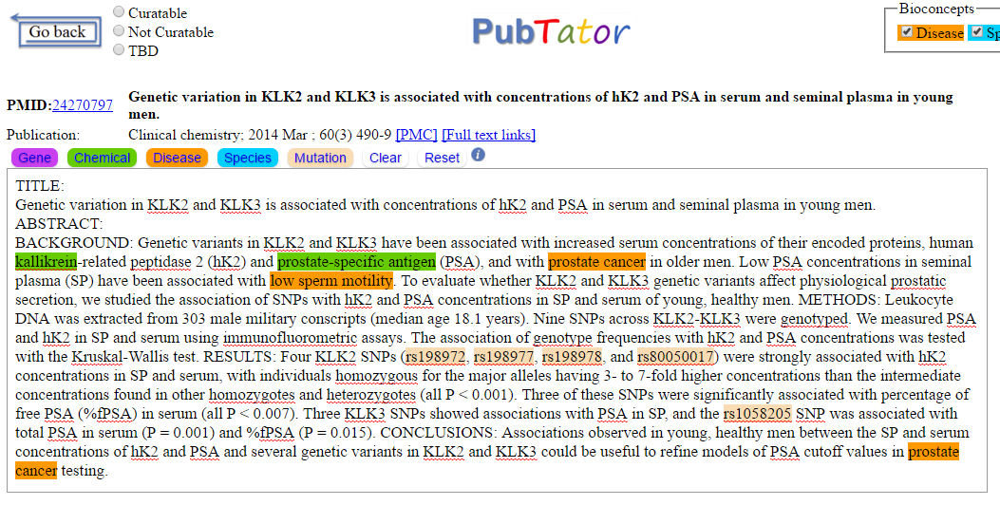 Go back
Curatable
Not Curatable
TBD
PubTator
Bioconcepts
Disease Sp
PMID:24270797 Genetic variation in KLK2 and KLK3 is associated with concentrations of hK2 and PSA in serum and seminal plasma in young
men.
Publication: Clinical chemistry; 2014 Mar ; 60(3) 490-9 [PMC] [Full text links]
Gene Chemical Disease Species Mutation Clear Reset i
TITLE:
Genetic variation in KLK2 and KLK3 is associated with concentrations of hK2 and PSA in serum and seminal plasma in young men.
ABSTRACT:
BACKGROUND: Genetic variants in KLK2 and KLK3 have been associated with increased serum concentrations of their encoded proteins, human
kallikrein-related peptidase 2 (hK2) and prostate-specific antigen (PSA), and with prostate cancer in older men. Low PSA concentrations in seminal
plasma (SP) have been associated with low sperm motility. To evaluate whether KLK2 and KLK3 genetic variants affect physiological prostatic
secretion, we studied the association of SNPs with hK2 and PSA concentrations in SP and serum of young, healthy men. METHODS: Leukocyte
DNA was extracted from 303 male military conscripts (median age 18.1 years). Nine SNPs across KLK2-KLK3 were genotyped. We measured PSA
and hK2 in SP and serum using immunofluorometric assays. The association of genotype frequencies with hK2 and PSA concentrations was tested
with the Kruskal-Wallis test. RESULTS: Four KLK2 SNPs (rs198972, rs198977, rs198978, and rs80050017) were strongly associated with hK2
concentrations in SP and serum, with individuals homozygous for the major alleles having 3- to 7-fold higher concentrations than the intermediate
concentrations found in other homozygotes and heterozygotes (all P < 0.001). Three of these SNPs were significantly associated with percentage of
free PSA (%fPSA) in serum (all P < 0.007). Three KLK3 SNPs showed associations with PSA in SP, and the rs1058205 SNP was associated with
total PSA in serum (P = 0.001) and %fPSA (P = 0.015). CONCLUSIONS: Associations observed in young, healthy men between the SP and serum
concentrations of hK2 and PSA and several genetic variants in KLK2 and KLK3 could be useful to refine models of PSA cutoff values in prostate
cancer testing.